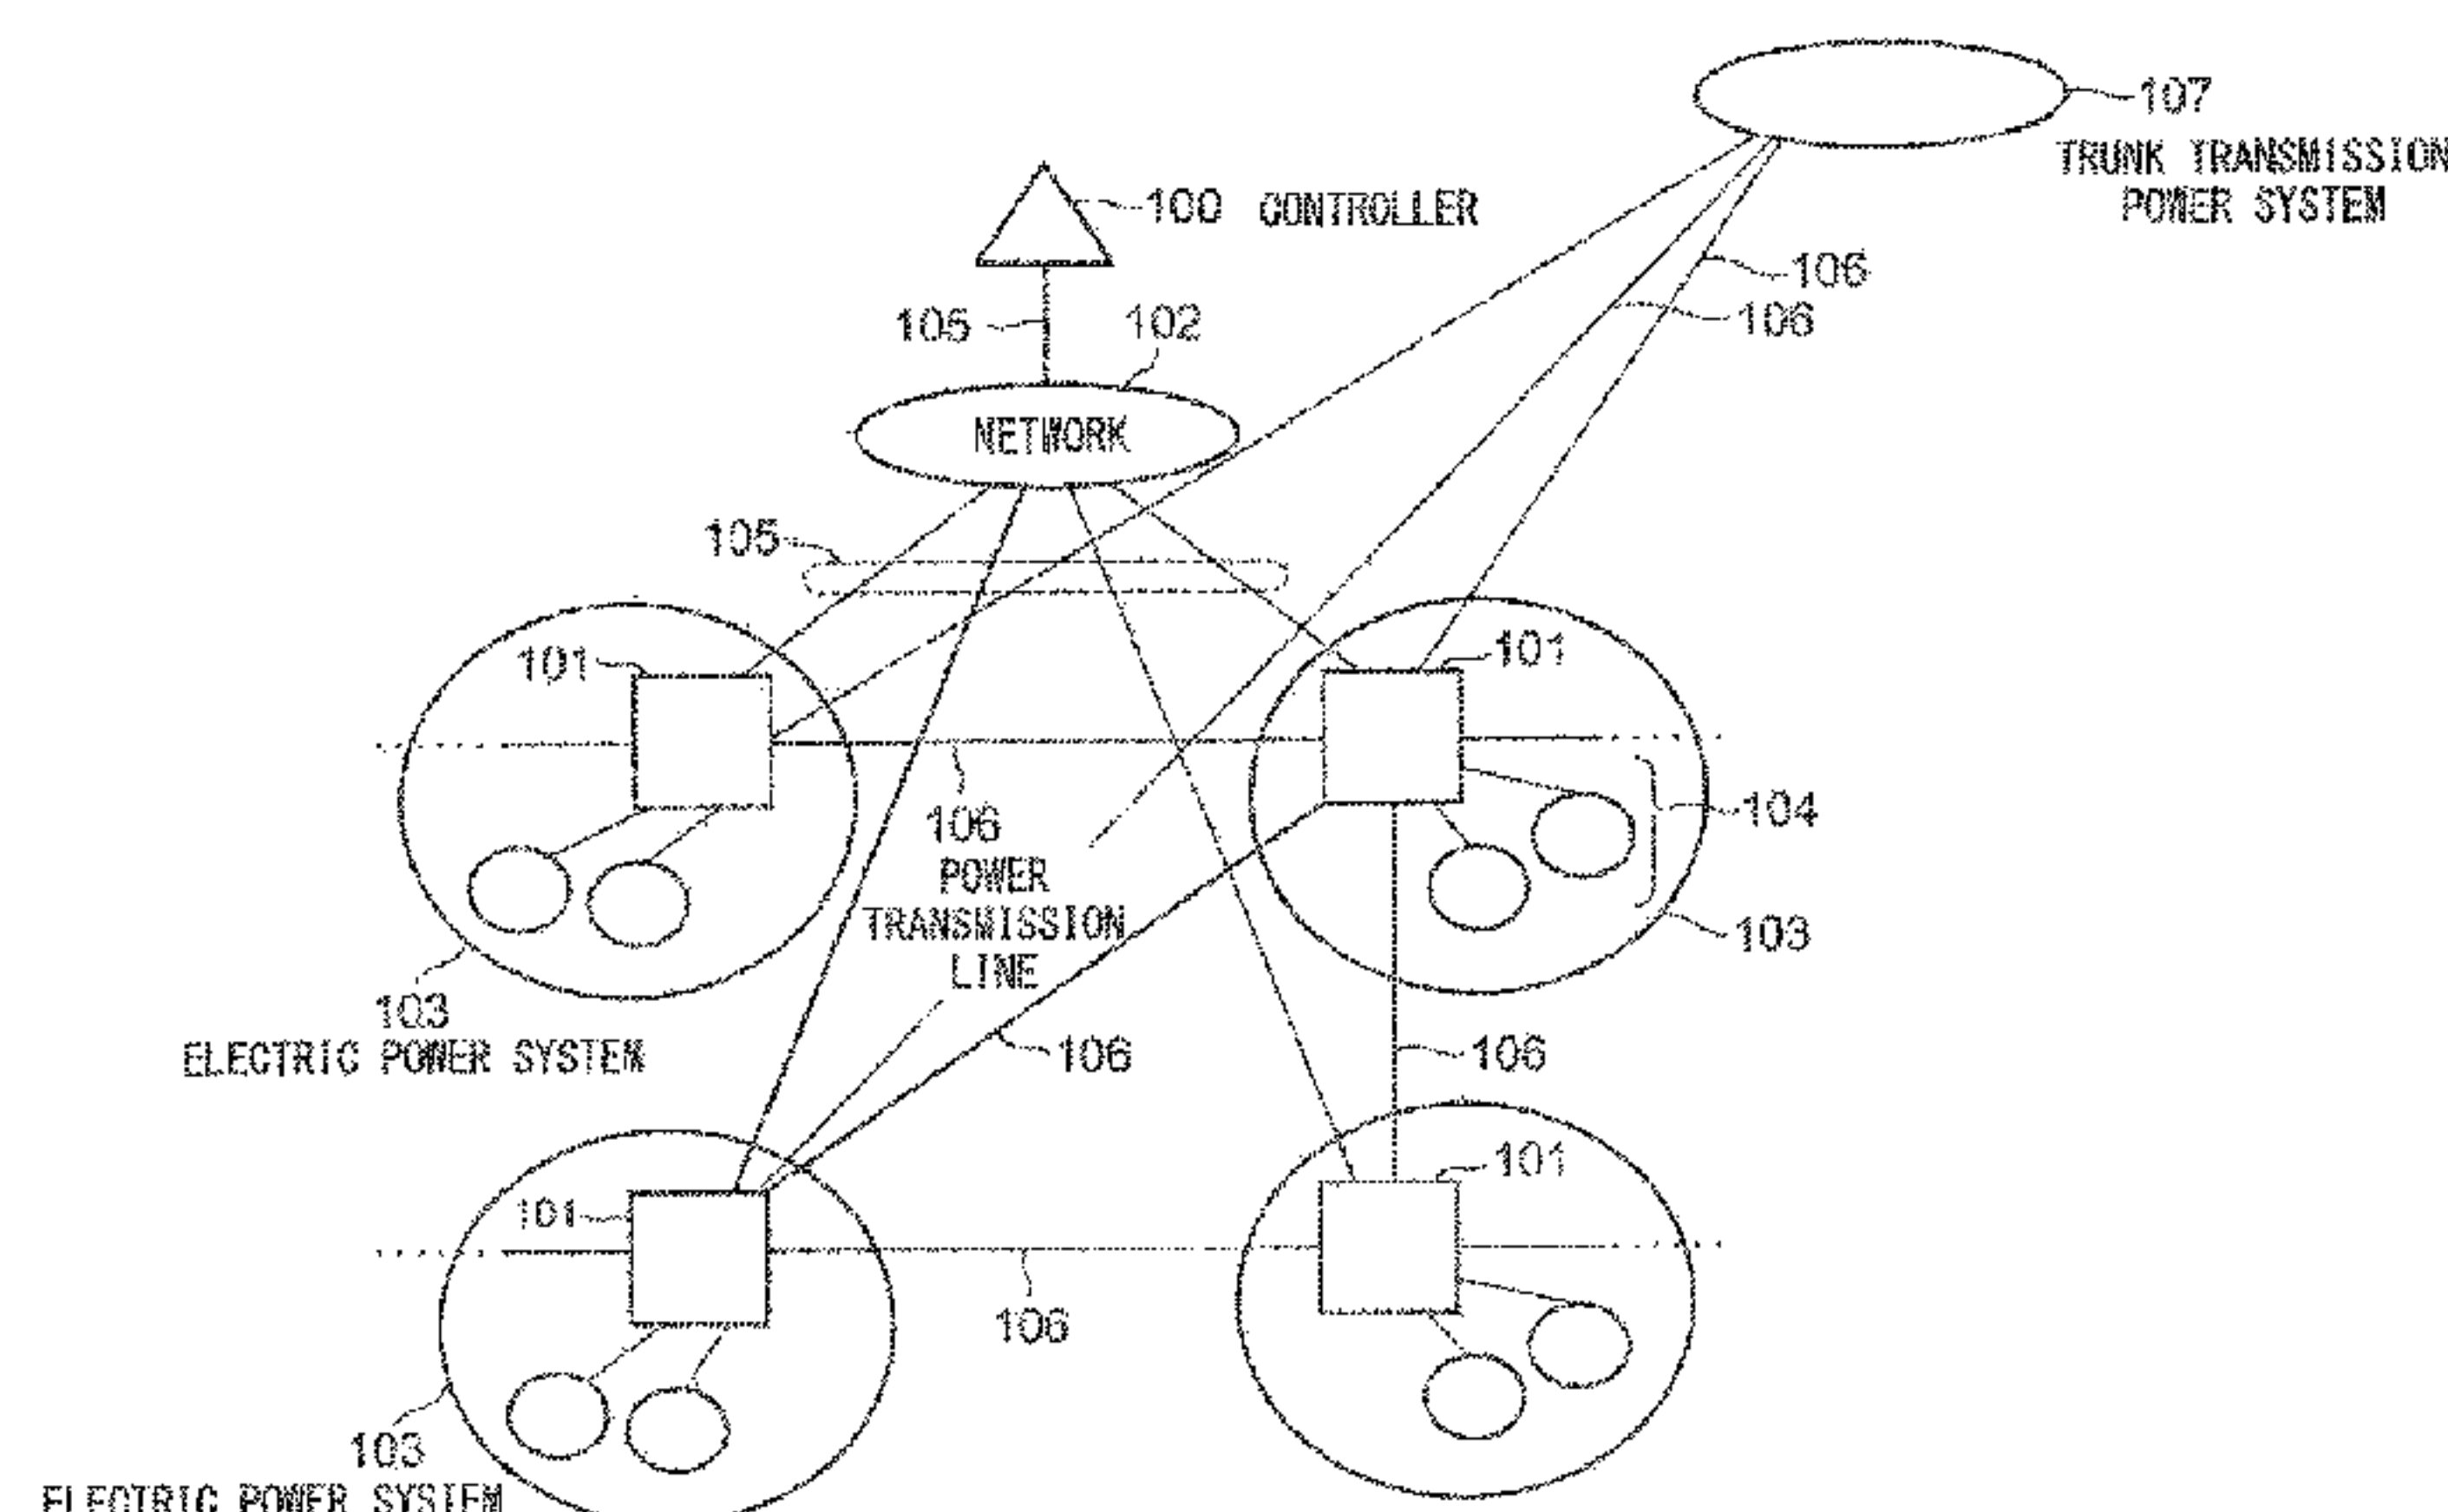 107
TRUNK TRANSMISSION
POWER SYSTEM
100 CONTROLLER
106
106
105
102
NETWORK
105
101
101
106
POWER
TRANSMISSION
LINE
104
103
103
ELECTRIC POWER SYSTEM
106
106
101
101
106
103
ELECTRIC POWER SYSTEM